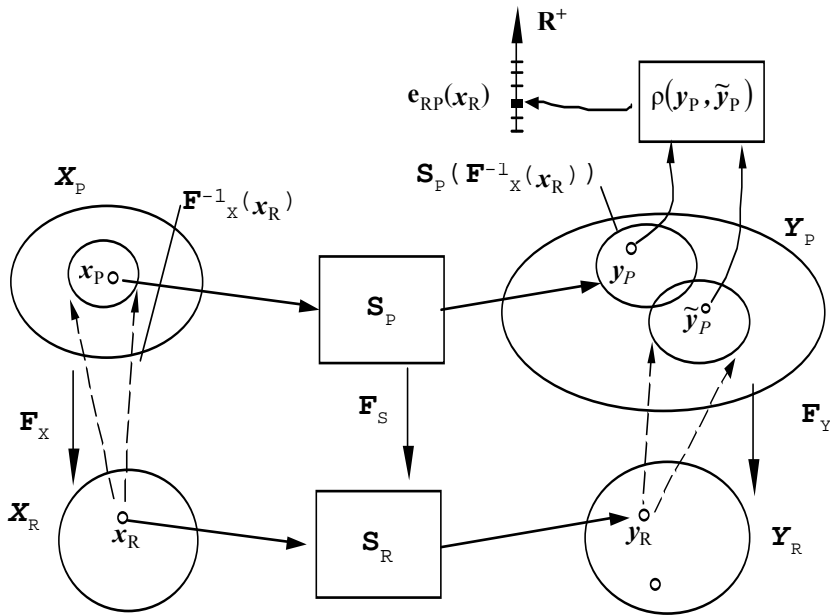 R⁺
e_RP(x_R)
ρ(y_P, ỹ_P)
S_P(F⁻¹_X(x_R))
X_P
F⁻¹_X(x_R)
Y_P
x_P
y_P
S_P
ỹ_P
F_X
F_S
F_Y
X_R
x_R
S_R
y_R
Y_R